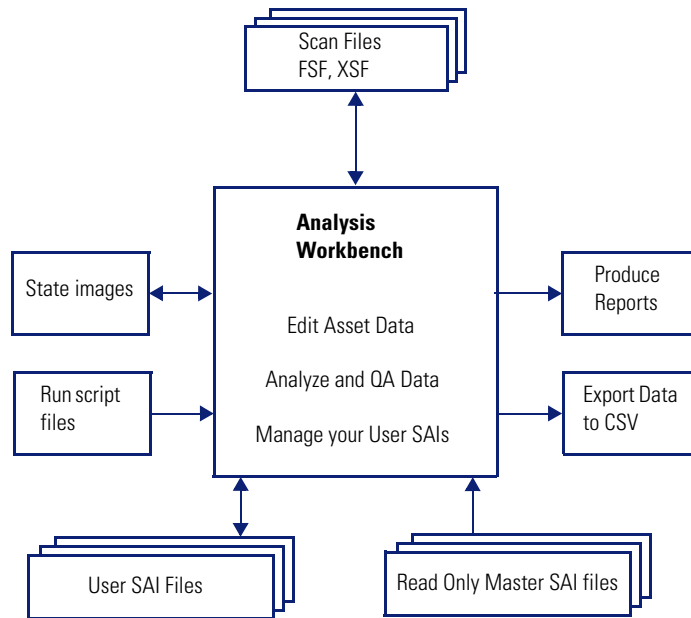 Scan Files
FSF, XSF
Analysis
Workbench
Edit Asset Data
Analyze and QA Data
Manage your User SAIs
State images
Run script
files
Produce
Reports
Export Data
to CSV
User SAI Files
Read Only Master SAI files